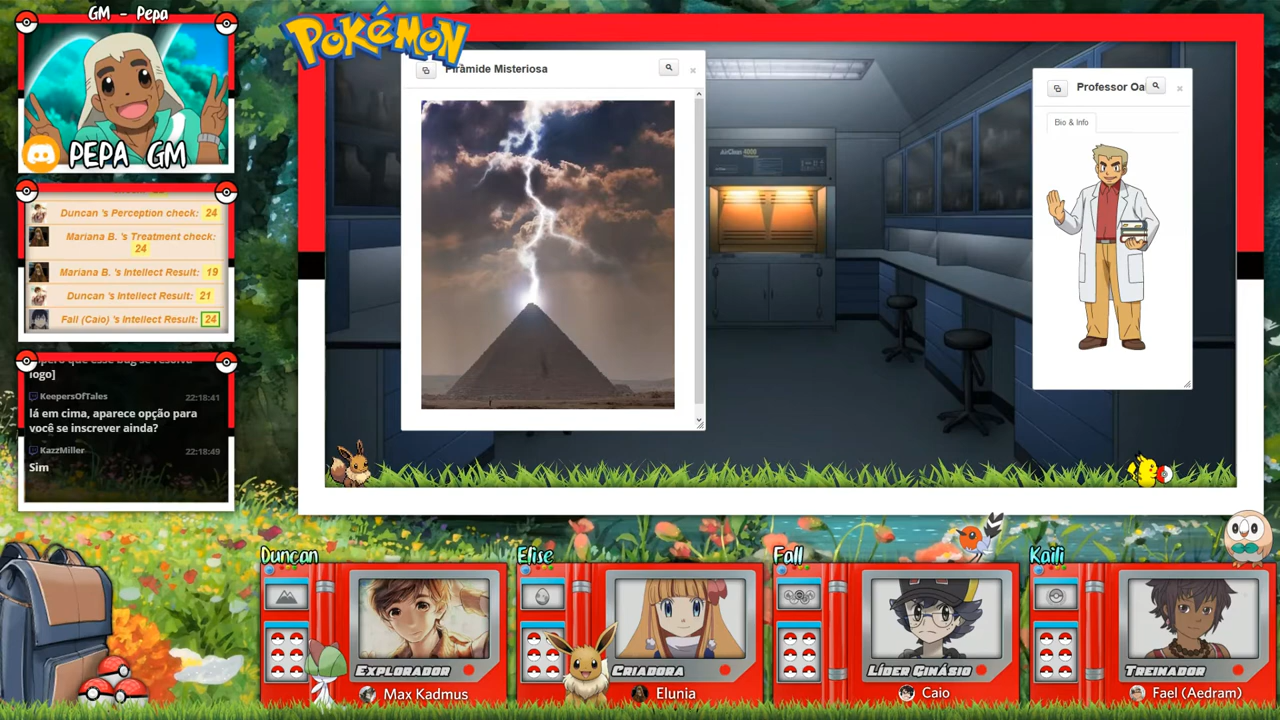 GM - Pepa
PEPA GM
Duncan 's Perception check: 24
Mariana B. 's Treatment check:
24
Mariana B. 's Intellect Result: 19
Duncan 's Intellect Result: 21
Fall (Caio) 's Intellect Result: 24
logo]
KeepersOfTales 22:18:41
lá em cima, aparece opção para
você se inscrever ainda?
KazzMiller 22:18:49
Sim
POKéMON
Pirâmide Misteriosa
AirClean
Professor Oa
Bio & Info
Duncan
EXPLORADOR
Max Kadmus
Elise
CRIADORA
Elunia
Fall
LÍDER GINÁSIO
Caio
Kaili
TREINADOR
Fael (Aedram)